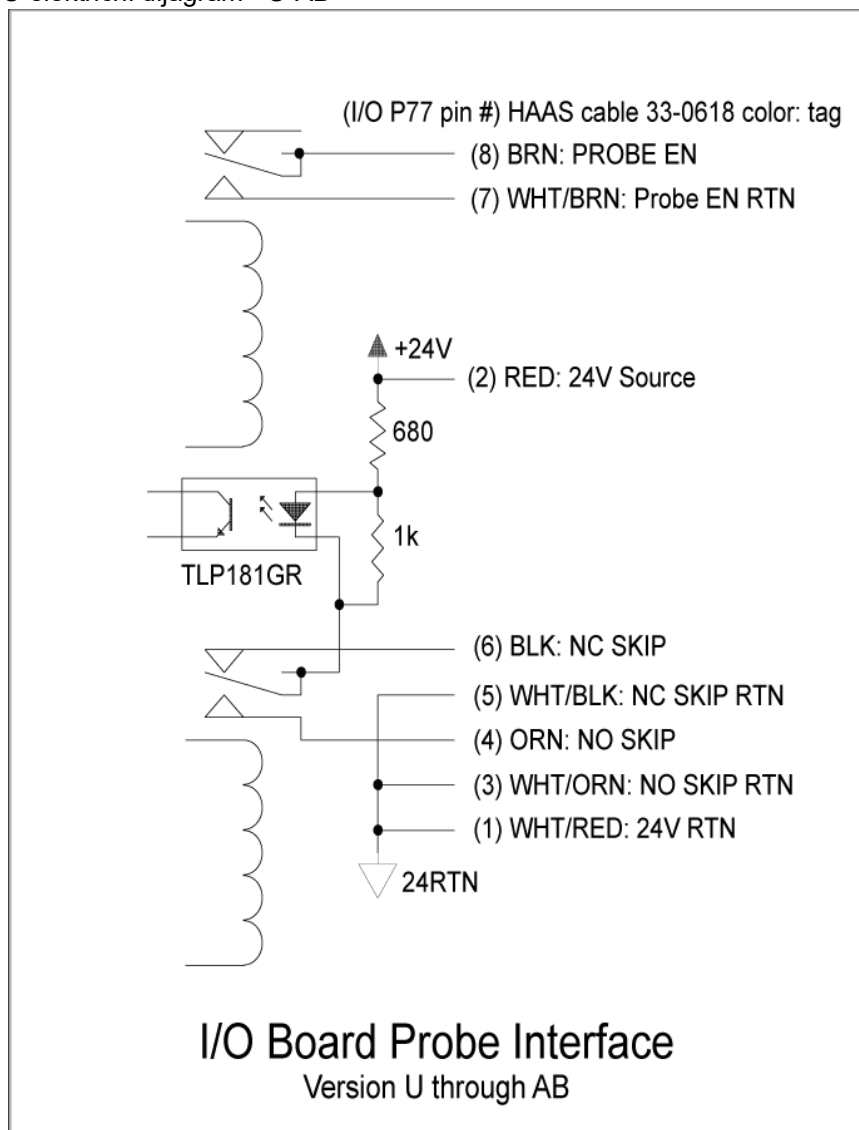 (I/O P77 pin #) HAAS cable 33-0618 color: tag
(8) BRN: PROBE EN
(7) WHT/BRN: Probe EN RTN
+24V
(2) RED: 24V Source
680
1k
TLP181GR
(6) BLK: NC SKIP
(5) WHT/BLK: NC SKIP RTN
(4) ORN: NO SKIP
(3) WHT/ORN: NO SKIP RTN
(1) WHT/RED: 24V RTN
24RTN
I/O Board Probe Interface
Version U through AB